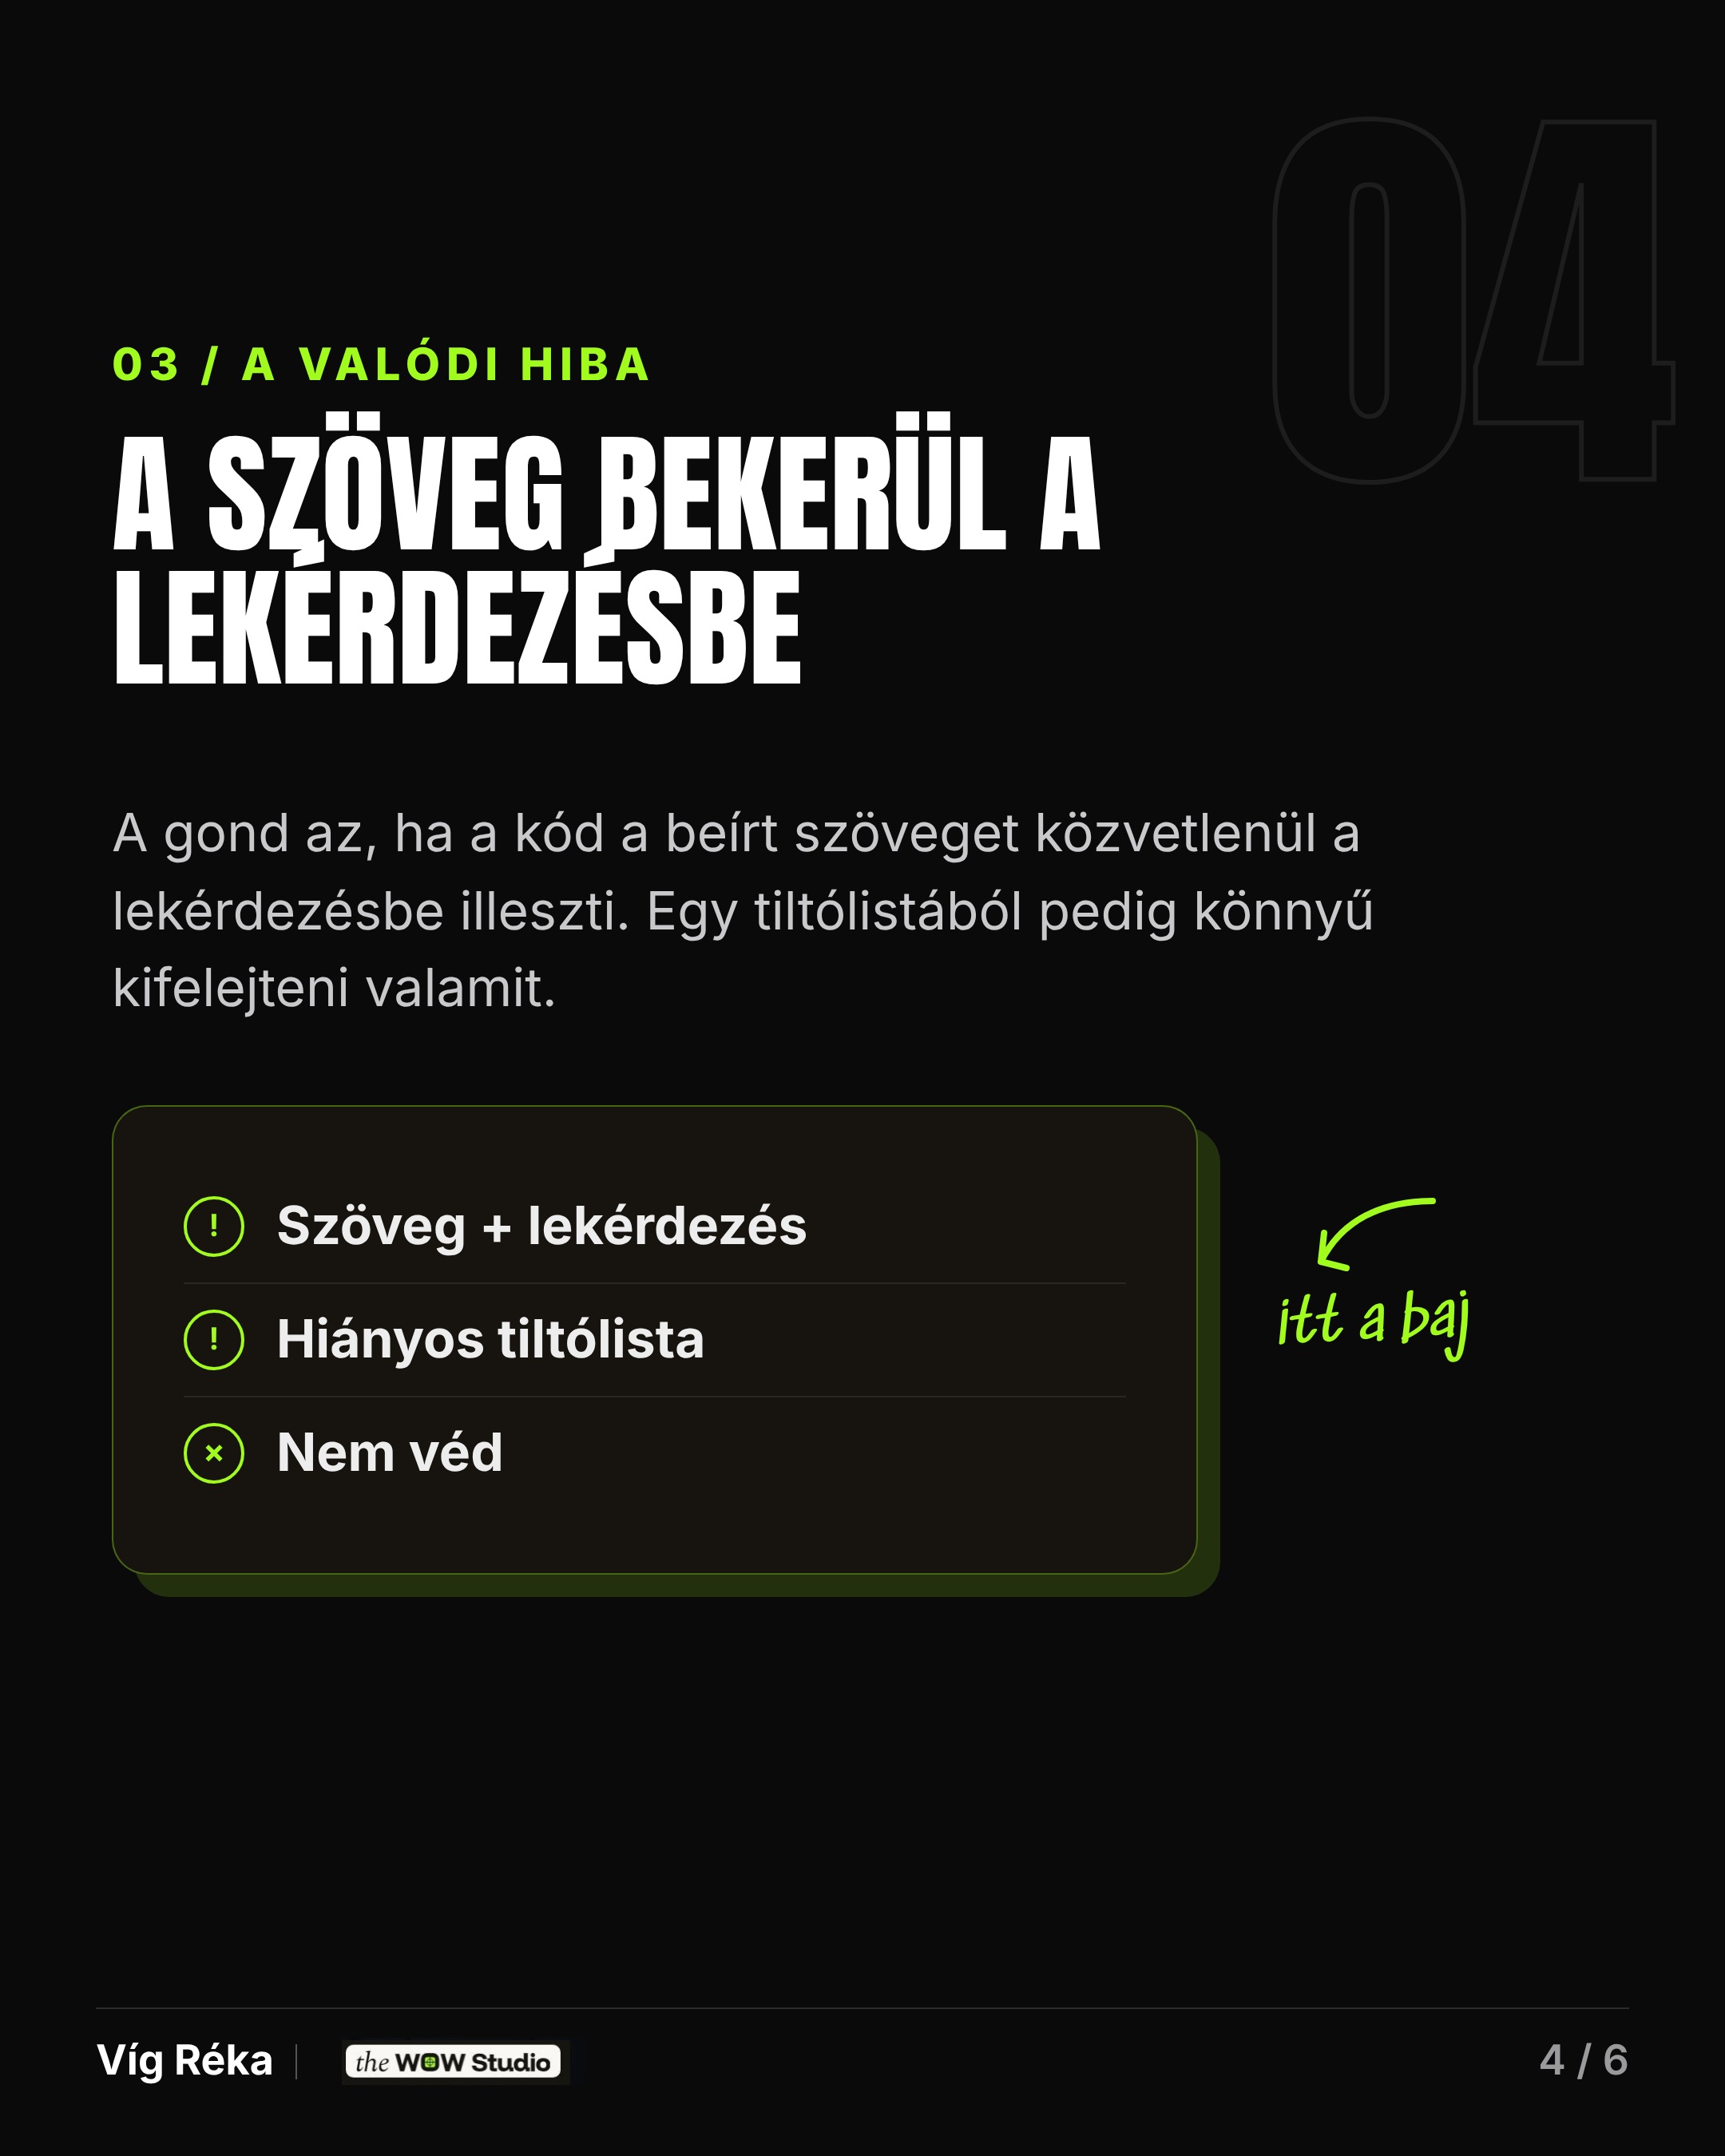 04
03 / A VALÓDI HIBA
A SZÖVEG BEKERÜL A
LEKÉRDEZÉSBE
A gond az, ha a kód a beírt szöveget közvetlenül a
lekérdezésbe illeszti. Egy tiltólistából pedig könnyű
kifelejteni valamit.
! Szöveg + lekérdezés
! Hiányos tiltólista
× Nem véd
itt a baj
Víg Réka | the WOW Studio
4 / 6